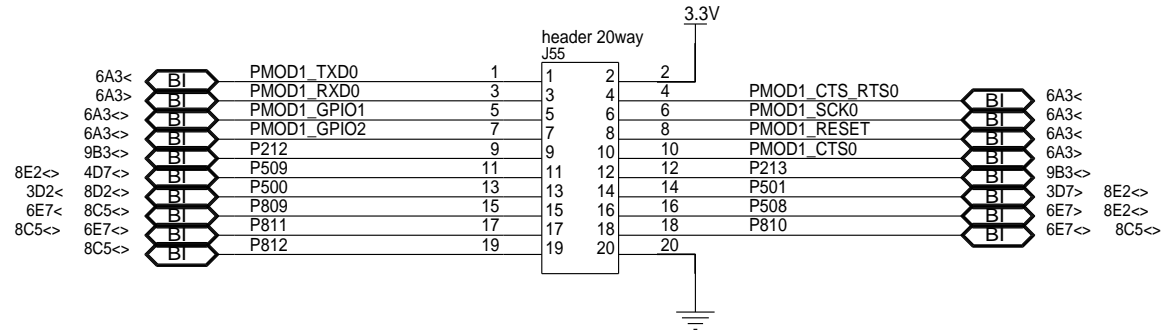 3.3V
header 20way
J55
6A3< BI PMOD1_TXD0 1 1 2 2
6A3> BI PMOD1_RXD0 3 3 4 4 PMOD1_CTS_RTS0 BI 6A3<
6A3<> BI PMOD1_GPIO1 5 5 6 6 PMOD1_SCK0 BI 6A3<
6A3<> BI PMOD1_GPIO2 7 7 8 8 PMOD1_RESET BI 6A3<
9B3<> BI P212 9 9 10 10 PMOD1_CTS0 BI 6A3>
8E2<> 4D7<> BI P509 11 11 12 12 P213 BI 9B3<>
3D2< 8D2<> BI P500 13 13 14 14 P501 BI 3D7> 8E2<>
6E7< 8C5<> BI P809 15 15 16 16 P508 BI 6E7> 8E2<>
8C5<> 6E7<> BI P811 17 17 18 18 P810 BI 6E7<> 8C5<>
8C5<> BI P812 19 19 20 20